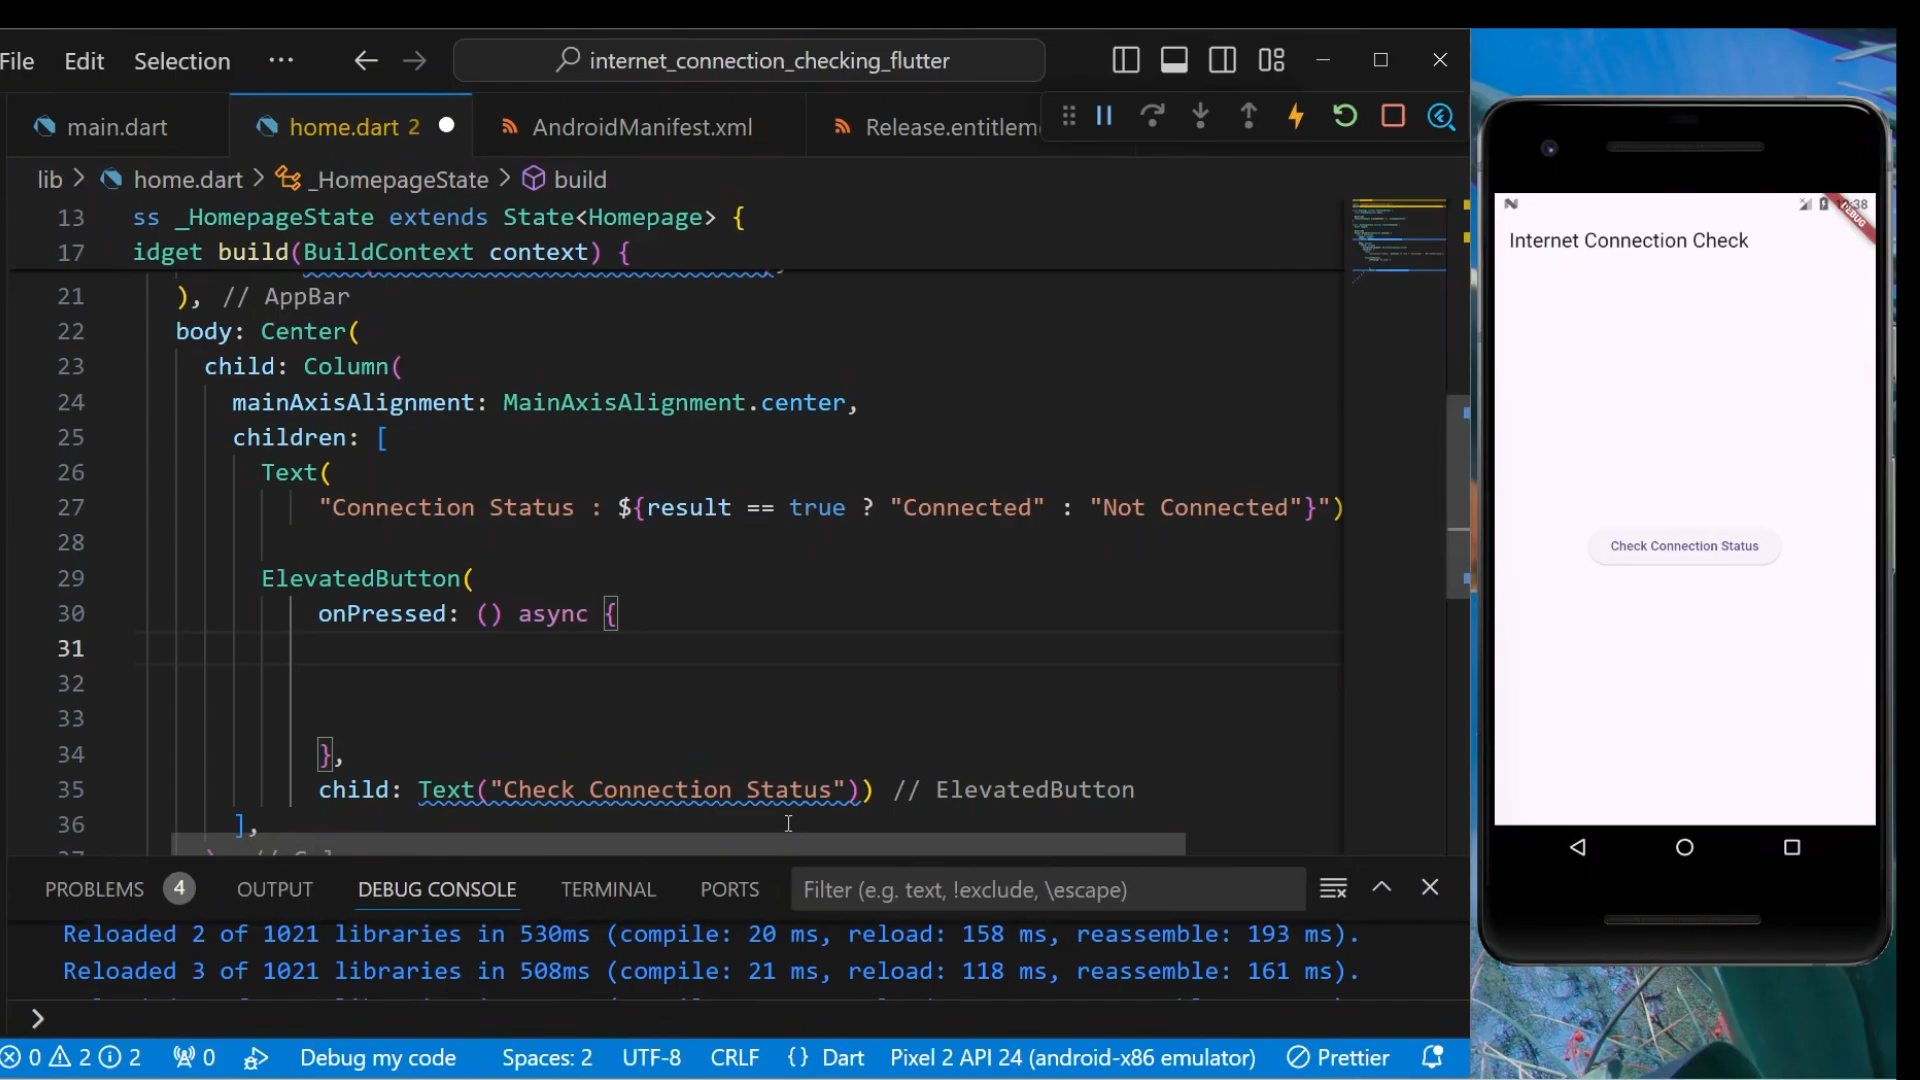 File Edit Selection ··· internet_connection_checking_flutter
main.dart home.dart 2 AndroidManifest.xml
lib > home.dart > _HomepageState > build
13 ss _HomepageState extends State<Homepage> {
17 idget build(BuildContext context) {
21 ), // AppBar
22 body: Center(
23 child: Column(
24 mainAxisAlignment: MainAxisAlignment.center,
25 children: [
26 Text(
27 "Connection Status : ${result == true ? "Connected" : "Not Connected"}")
28
29 ElevatedButton(
30 onPressed: () async {
31
32
33
34 },
35 child: Text("Check Connection Status")) // ElevatedButton
36 ],
PROBLEMS 4 OUTPUT DEBUG CONSOLE TERMINAL PORTS Filter (e.g. text, !exclude, \escape)
Reloaded 2 of 1021 libraries in 530ms (compile: 20 ms, reload: 158 ms, reassemble: 193 ms).
Reloaded 3 of 1021 libraries in 508ms (compile: 21 ms, reload: 118 ms, reassemble: 161 ms).
>
0 2 2 0 Debug my code Spaces: 2 UTF-8 CRLF {} Dart Pixel 2 API 24 (android-x86 emulator) Prettier
DEBUG
Internet Connection Check
Check Connection Status